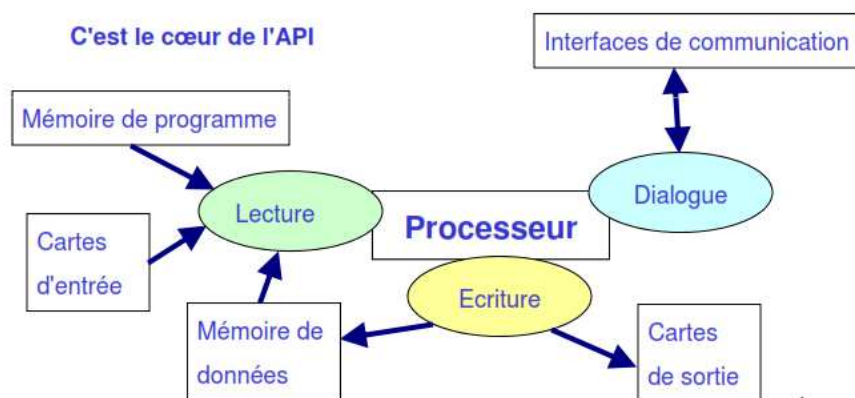 C'est le cœur de l'API
Interfaces de communication
Mémoire de programme
Lecture
Processeur
Dialogue
Cartes
d'entrée
Ecriture
Mémoire de
données
Cartes
de sortie